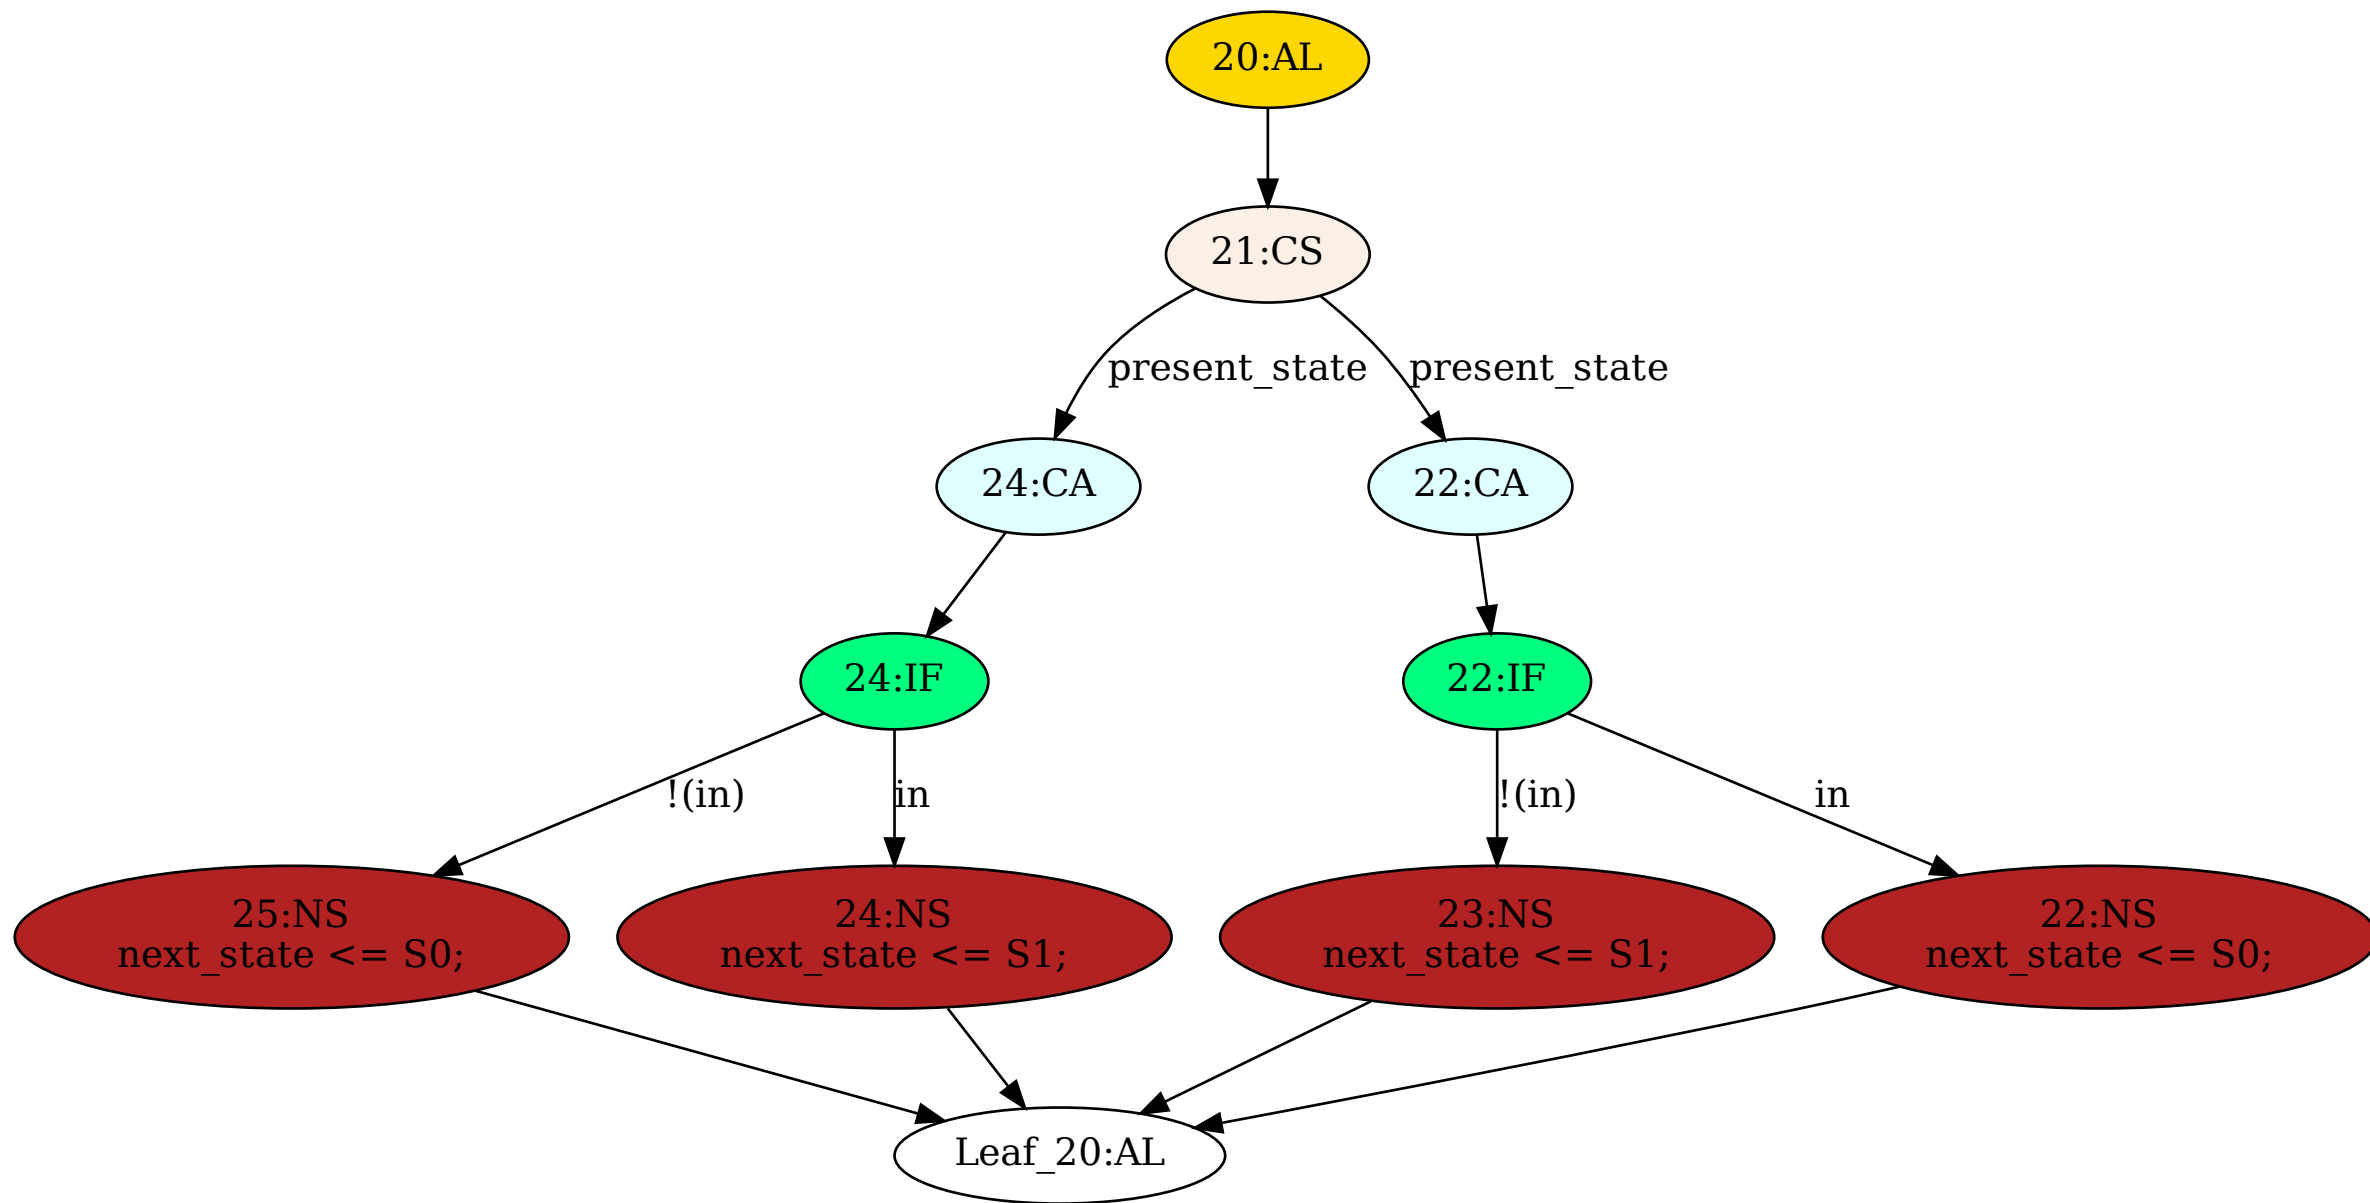 20:AL
21:CS
present_state
present_state
24:CA
22:CA
24:IF
22:IF
!(in)
in
!(in)
in
25:NS
next_state <= S0;
24:NS
next_state <= S1;
23:NS
next_state <= S1;
22:NS
next_state <= S0;
Leaf_20:AL